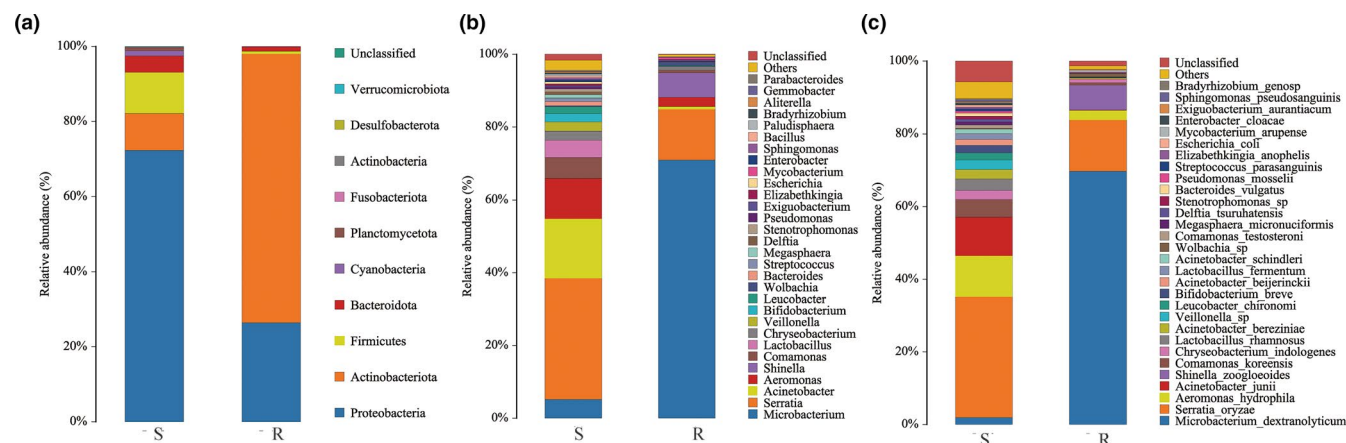 (a)
100%
80%
60%
40%
20%
0%
Relative abundance (%)
S
R
Unclassified
Verrucomicrobiota
Desulfobacterota
Actinobacteria
Fusobacteriota
Planctomycetota
Cyanobacteria
Bacteroidota
Firmicutes
Actinobacteriota
Proteobacteria
(b)
100%
80%
60%
40%
20%
0%
Relative abundance (%)
S
R
Unclassified
Others
Parabacteroides
Gemmobacter
Aliterella
Bradyrhizobium
Paludisphaera
Bacillus
Sphingomonas
Enterobacter
Mycobacterium
Escherichia
Elizabethkingia
Exiguobacterium
Pseudomonas
Stenotrophomonas
Delftia
Megasphaera
Streptococcus
Bacteroides
Wolbachia
Leucobacter
Bifidobacterium
Veillonella
Chryseobacterium
Lactobacillus
Comamonas
Shinella
Aeromonas
Acinetobacter
Serratia
Microbacterium
(c)
100%
80%
60%
40%
20%
0%
Relative abundance (%)
S
R
Unclassified
Others
Bradyrhizobium_genosp
Sphingomonas_pseudosanguinis
Exiguobacterium_aurantiacum
Enterobacter_cloacae
Mycobacterium_arupense
Escherichia_coli
Elizabethkingia_anophelis
Streptococcus_parasanguinis
Pseudomonas_mosselii
Bacteroides_vulgatus
Stenotrophomonas_sp
Delftia_tsuruhatensis
Megasphaera_micronuciformis
Comamonas_testosteroni
Wolbachia_sp
Acinetobacter_schindleri
Lactobacillus_fermentum
Acinetobacter_beijerinckii
Bifidobacterium_breve
Leucobacter_chironomi
Veillonella_sp
Acinetobacter_bereziniae
Lactobacillus_rhamnosus
Chryseobacterium_indologenes
Comamonas_koreensis
Shinella_zoogloeoides
Acinetobacter_junii
Aeromonas_hydrophila
Serratia_oryzae
Microbacterium_dextranolyticum